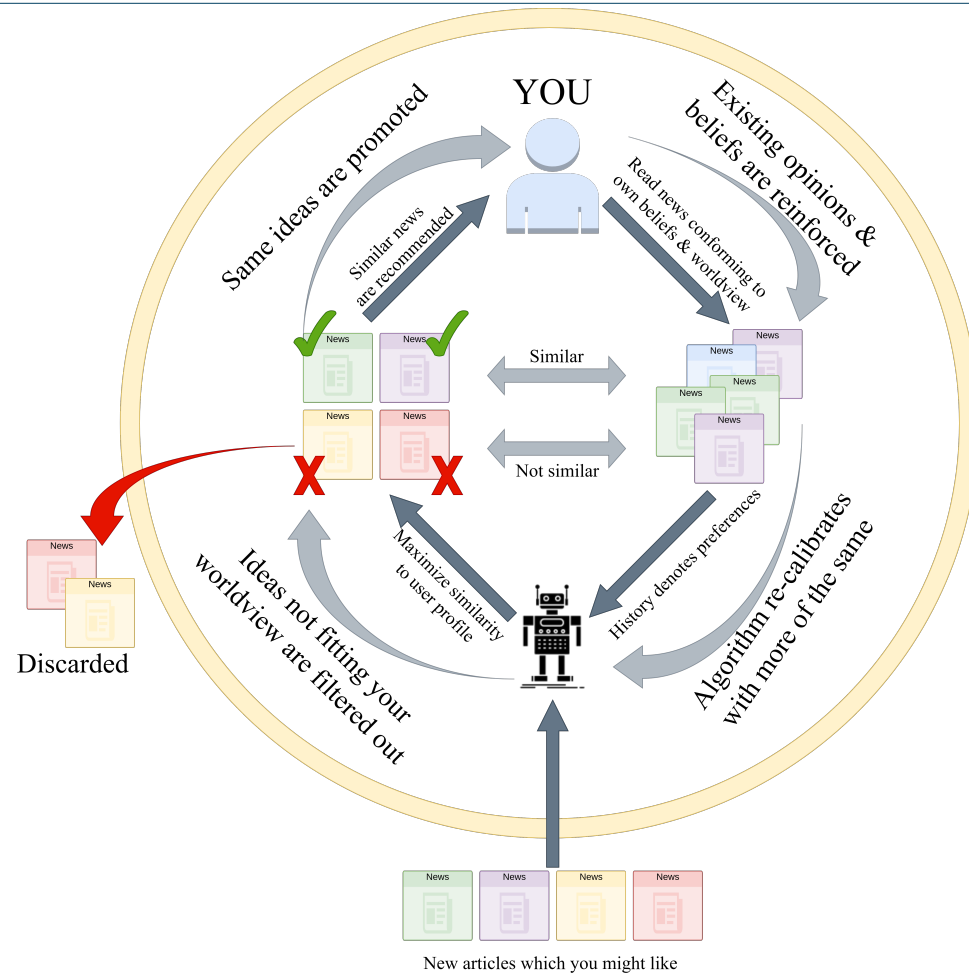 YOU
Same ideas are promoted
Existing opinions &
beliefs are reinforced
Similar news
are recommended
Read news conforming to
own beliefs & worldview
News
News
News
News
Similar
Not similar
News
News
News
News
News
Maximize similarity
to user profile
History denotes preferences
Ideas not fitting your
worldview are filtered out
Algorithm re-calibrates
with more of the same
News
News
Discarded
News
News
News
News
New articles which you might like